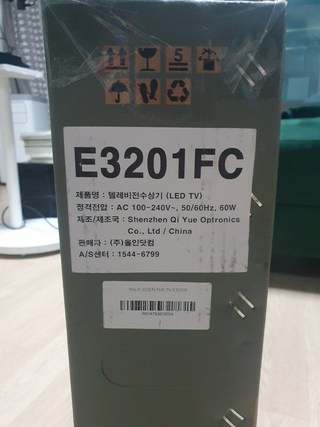 5
E3201FC
제품명 : 텔레비전수상기 (LED TV)
정격전압 : AC 100-240V~, 50/60Hz, 60W
제조/제조국 : Shenzhen Qi Yue Optronics
Co., Ltd / China
판매자 : (주)올인닷컴
A/S센터 : 1544-6799